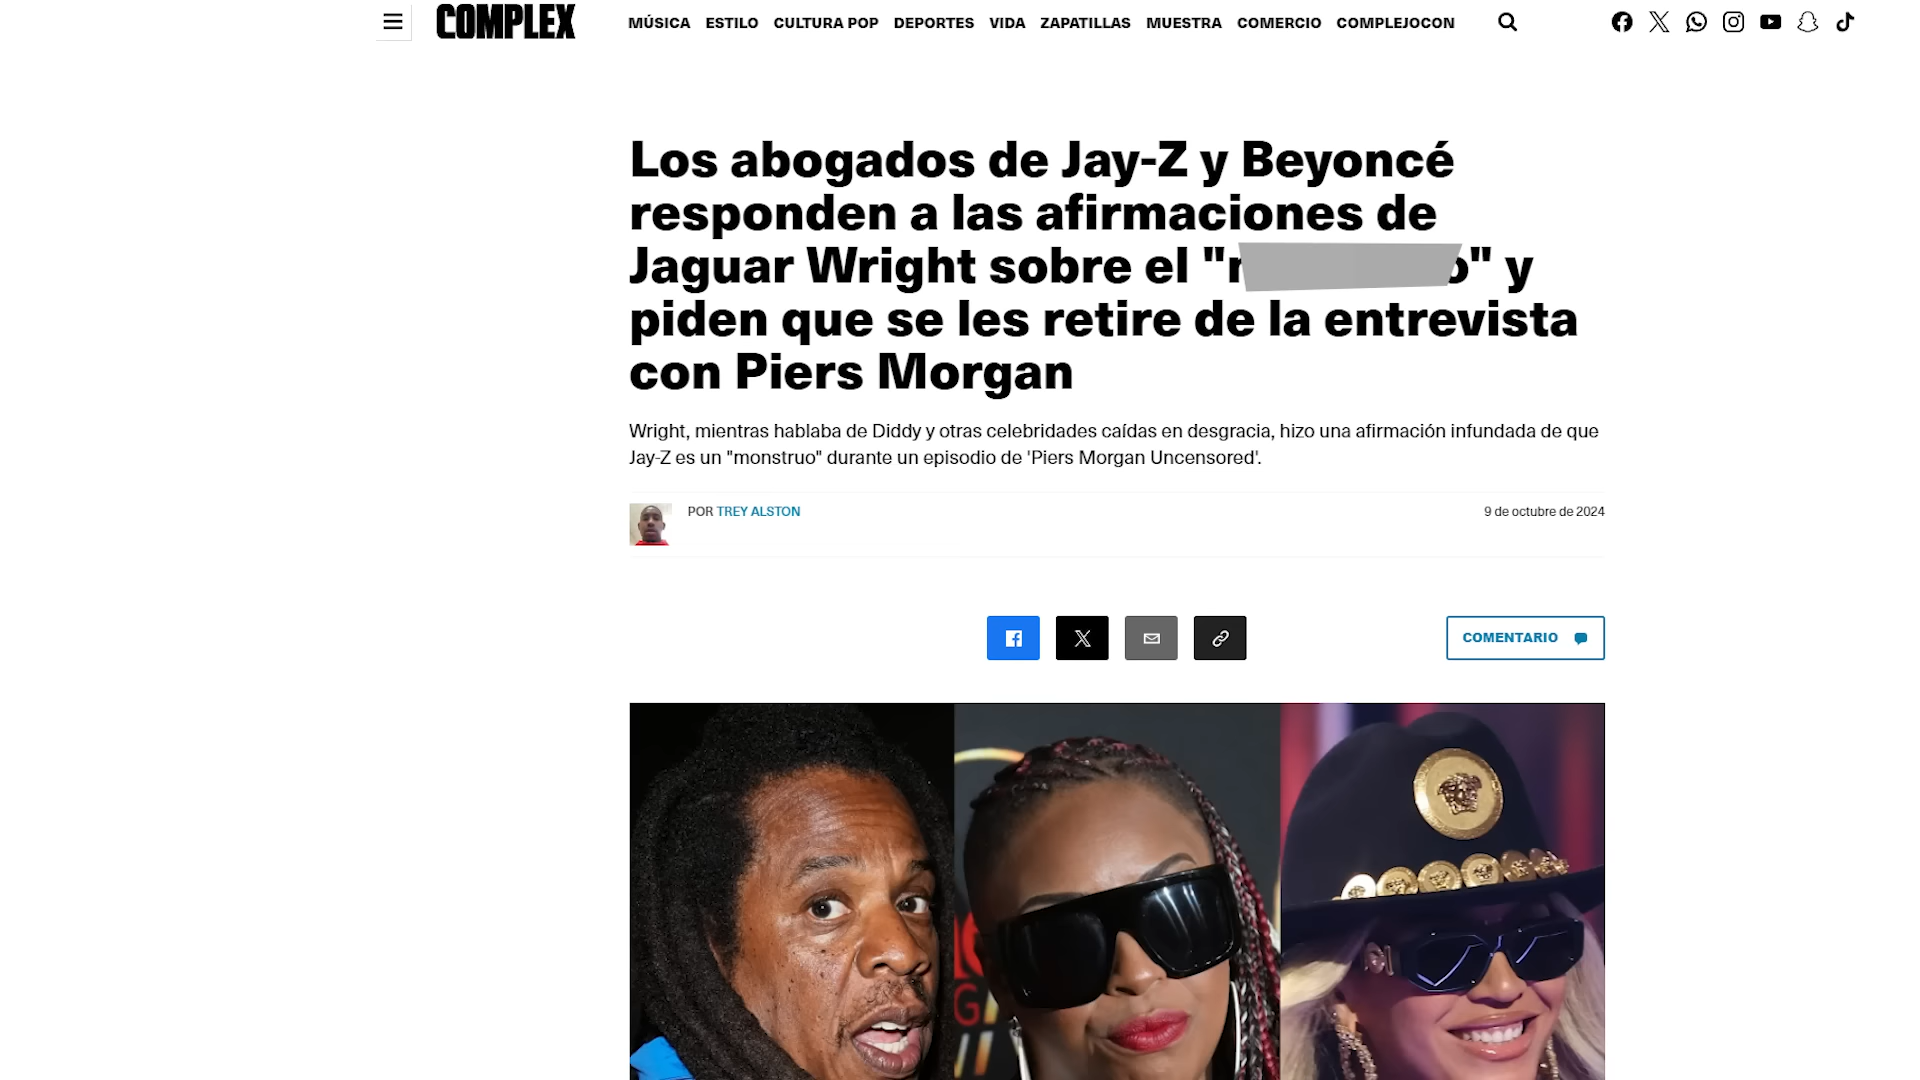 COMPLEX
MÚSICA ESTILO CULTURA POP DEPORTES VIDA ZAPATILLAS MUESTRA COMERCIO COMPLEJOCON
Los abogados de Jay-Z y Beyoncé
responden a las afirmaciones de
Jaguar Wright sobre el " " y
piden que se les retire de la entrevista
con Piers Morgan
Wright, mientras hablaba de Diddy y otras celebridades caídas en desgracia, hizo una afirmación infundada de que
Jay-Z es un "monstruo" durante un episodio de 'Piers Morgan Uncensored'.
POR TREY ALSTON
9 de octubre de 2024
COMENTARIO